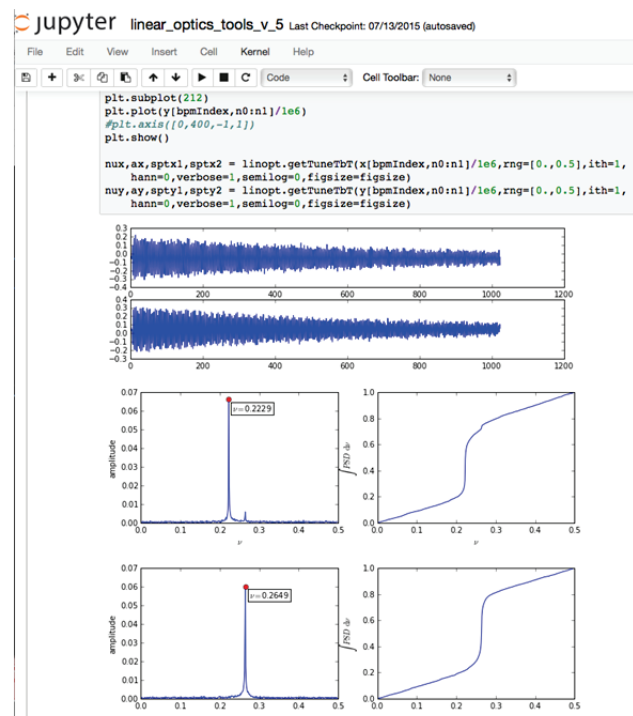 jupyter linear_optics_tools_v_5 Last Checkpoint: 07/13/2015 (autosaved)
File Edit View Insert Cell Kernel Help
Code Cell Toolbar: None
plt.subplot(212)
plt.plot(y[bpmIndex,n0:n1]/1e6)
#plt.axis([0,400,-1,1])
plt.show()
nux,ax,sptx1,sptx2 = linopt.getTuneTbT(x[bpmIndex,n0:n1]/1e6,rng=[0.,0.5],ith=1,
hann=0,verbose=1,semilog=0,figsize=figsize)
nuy,ay,spty1,spty2 = linopt.getTuneTbT(y[bpmIndex,n0:n1]/1e6,rng=[0.,0.5],ith=1,
hann=0,verbose=1,semilog=0,figsize=figsize)
0.3
0.2
0.1
0.0
−0.1
−0.2
−0.3
−0.4
0 200 400 600 800 1000 1200
0.4
0.3
0.2
0.1
0.0
−0.1
−0.2
−0.3
0 200 400 600 800 1000 1200
0.07
0.06
0.05
0.04
0.03
0.02
0.01
0.00
amplitude
ν=0.2229
0.0 0.1 0.2 0.3 0.4 0.5
ν
1.0
0.8
0.6
0.4
0.2
0.0
∫PSD dν
0.0 0.1 0.2 0.3 0.4 0.5
ν
0.07
0.06
0.05
0.04
0.03
0.02
0.01
0.00
amplitude
ν=0.2649
0.0 0.1 0.2 0.3 0.4 0.5
1.0
0.8
0.6
0.4
0.2
0.0
∫PSD dν
0.0 0.1 0.2 0.3 0.4 0.5